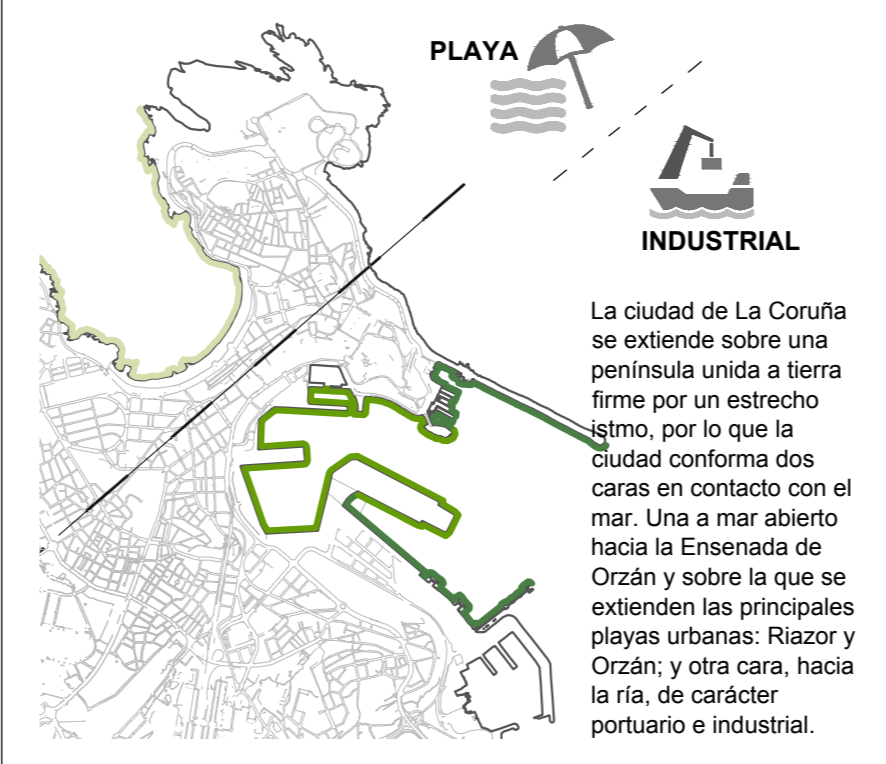 PLAYA
INDUSTRIAL
La ciudad de La Coruña
se extiende sobre una
península unida a tierra
firme por un estrecho
istmo, por lo que la
ciudad conforma dos
caras en contacto con el
mar. Una a mar abierto
hacia la Ensenada de
Orzán y sobre la que se
extienden las principales
playas urbanas: Riazor y
Orzán; y otra cara, hacia
la ría, de carácter
portuario e industrial.